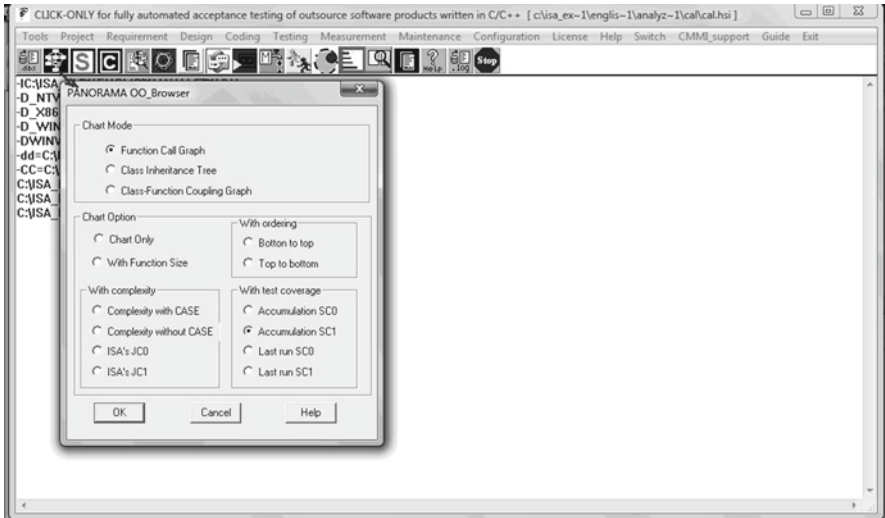 CLICK-ONLY for fully automated acceptance testing of outsource software products written in C/C++ [ c:\isa_ex~1\englis~1\analyz~1\cal\cal.hsi ]
Tools Project Requirement Design Coding Testing Measurement Maintenance Configuration License Help Switch CMMI_support Guide Exit
.dbs S C M Help .log Stop
-IC:\ISA
-D_NTV
-D_X86
-D_WIN
-DWINV
-dd=C:\
-CC=C:\
C:\ISA_
C:\ISA_
C:\ISA_
PANORAMA OO_Browser
Chart Mode
Function Call Graph
Class Inheritance Tree
Class-Function Coupling Graph
Chart Option
Chart Only
With Function Size
With ordering
Botton to top
Top to bottom
With complexity
Complexity with CASE
Complexity without CASE
ISA's JC0
ISA's JC1
With test coverage
Accumulation SC0
Accumulation SC1
Last run SC0
Last run SC1
OK Cancel Help